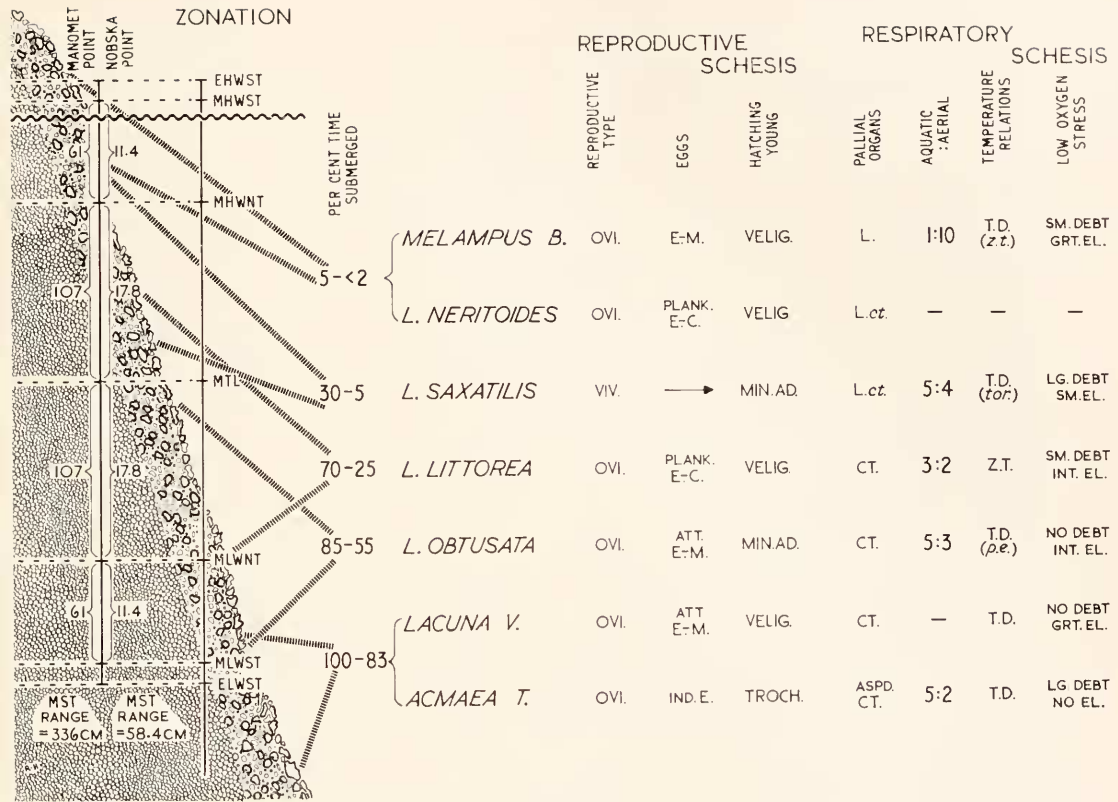 ZONATION
MANOMET POINT
NOBSKA POINT
EHWST
MHWST
61 11.4
MHWNT
107 17.8
MTL
107 17.8
MLWNT
61 11.4
MLWST
ELWST
MST RANGE =336CM
MST RANGE =58.4CM
PER CENT TIME SUBMERGED
REPRODUCTIVE SCHESIS
RESPIRATORY SCHESIS
REPRODUCTIVE TYPE
EGGS
HATCHING YOUNG
PALLIAL ORGANS
AQUATIC :AERIAL
TEMPERATURE RELATIONS
LOW OXYGEN STRESS
5-<2
MELAMPUS B. OVI. E-M. VELIG. L. 1:10 T.D. (z.t.) SM. DEBT GRT. EL.
L. NERITOIDES OVI. PLANK. E-C. VELIG L.ct. — — —
30-5 L. SAXATILIS VIV. → MIN.AD. L.ct. 5:4 T.D. (tor.) LG. DEBT SM. EL.
70-25 L. LITTOREA OVI. PLANK. E-C. VELIG. CT. 3:2 Z.T. SM. DEBT INT. EL.
85-55 L. OBTUSATA OVI. ATT. E-M. MIN.AD. CT. 5:3 T.D. (p.e.) NO DEBT INT. EL.
100-83
LACUNA V. OVI. ATT E-M. VELIG. CT. — T.D. NO DEBT GRT. EL.
ACMAEA T. OVI. IND. E. TROCH. ASPD. CT. 5:2 T.D. LG DEBT NO EL.